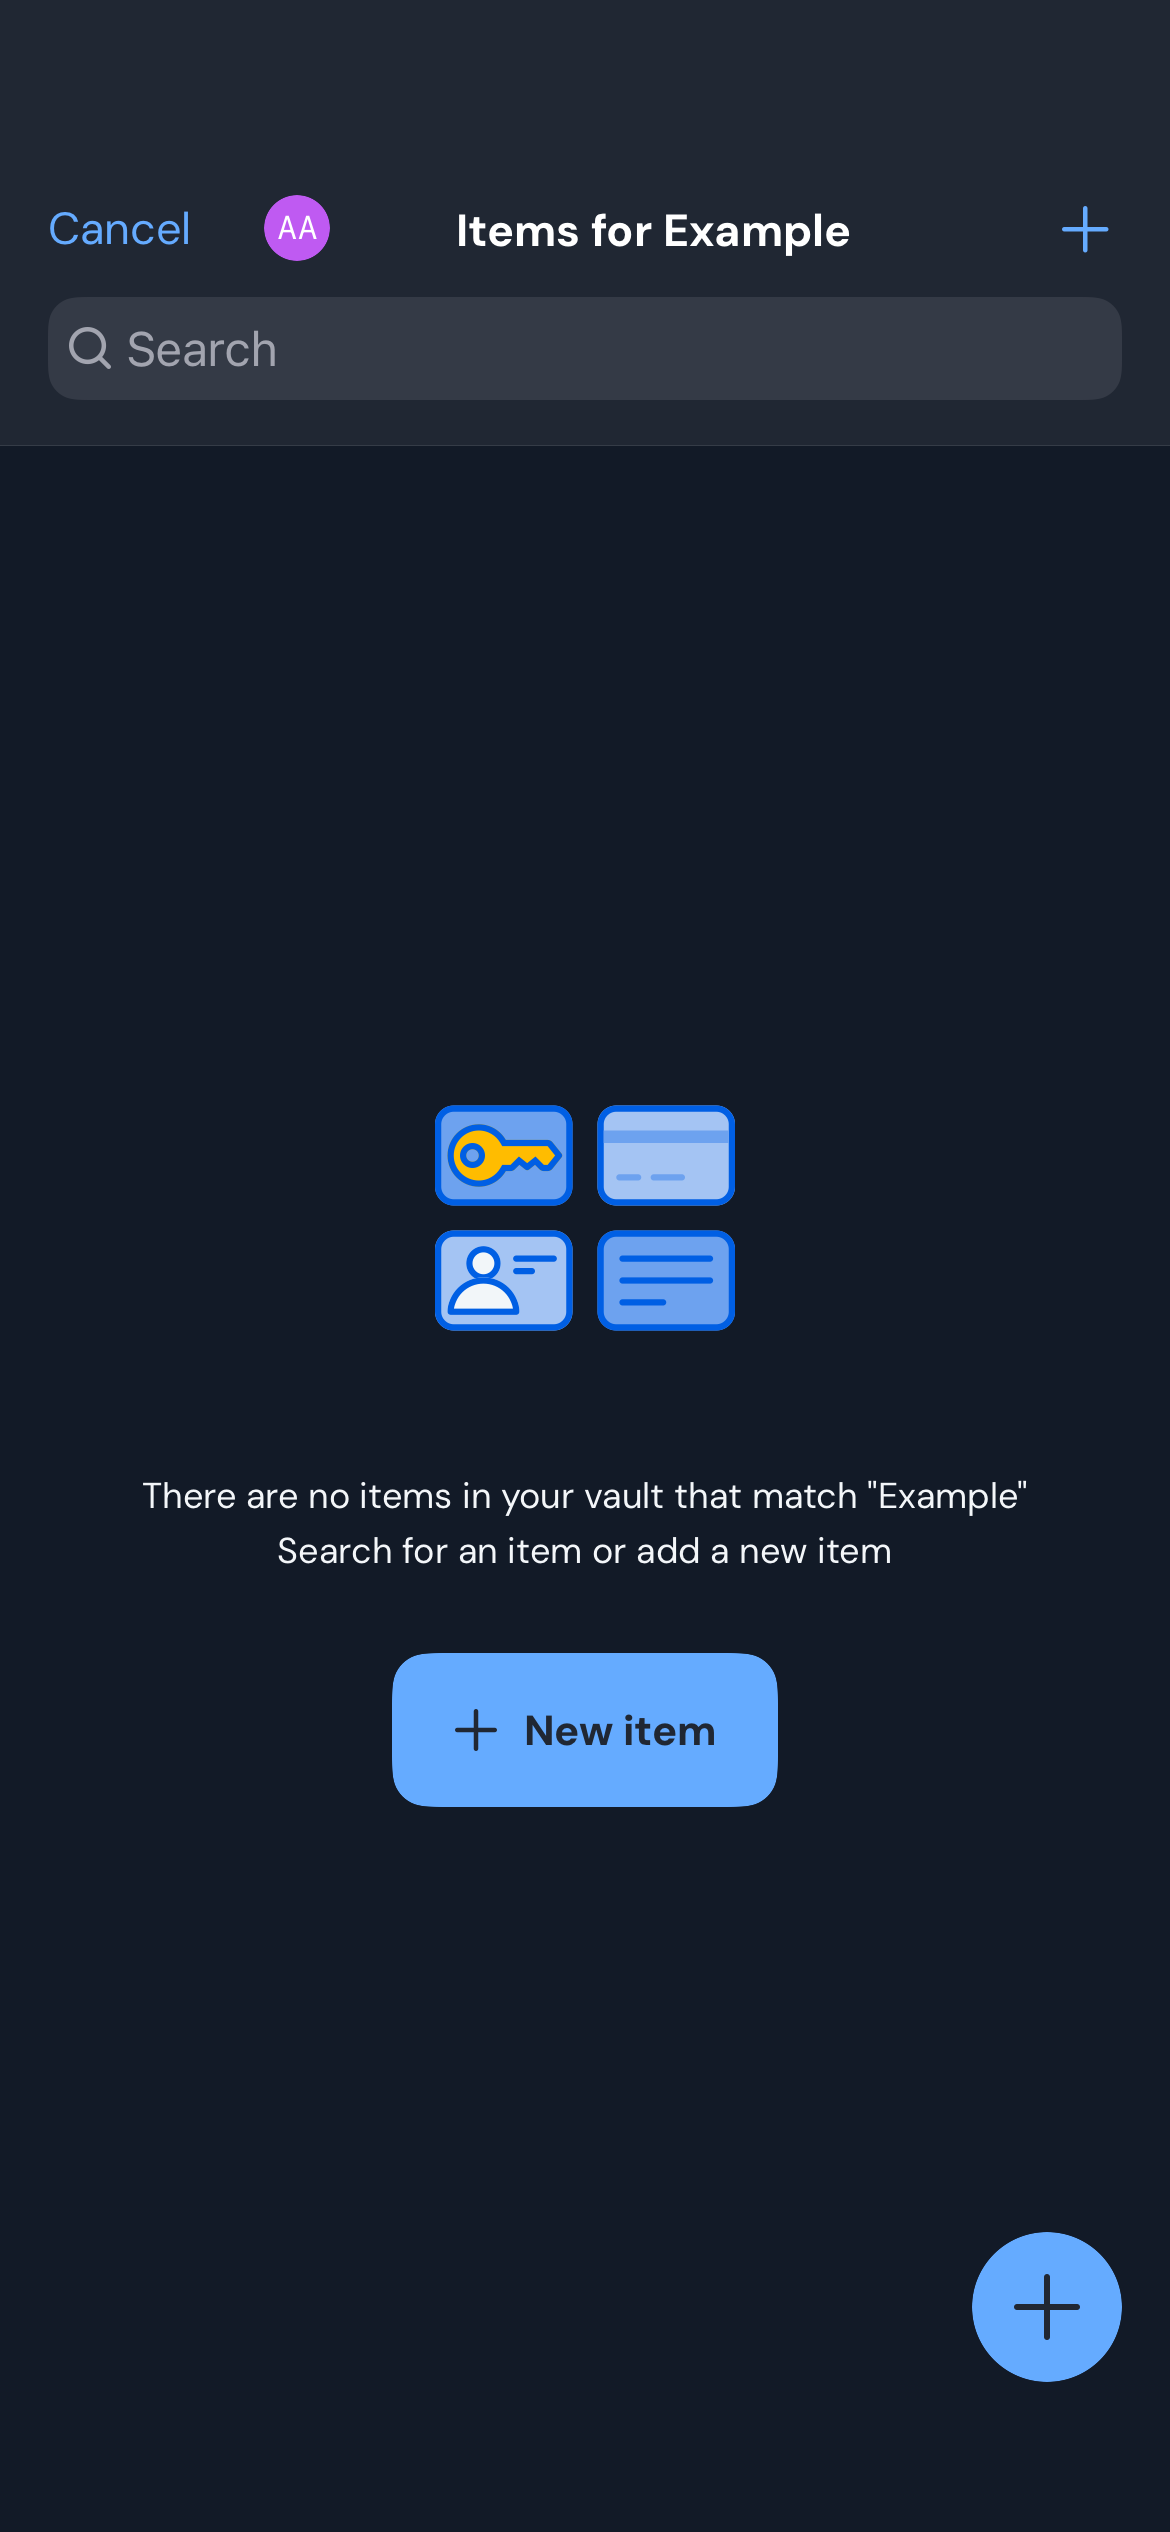 Cancel
AA
Items for Example
Search
There are no items in your vault that match "Example"
Search for an item or add a new item
New item